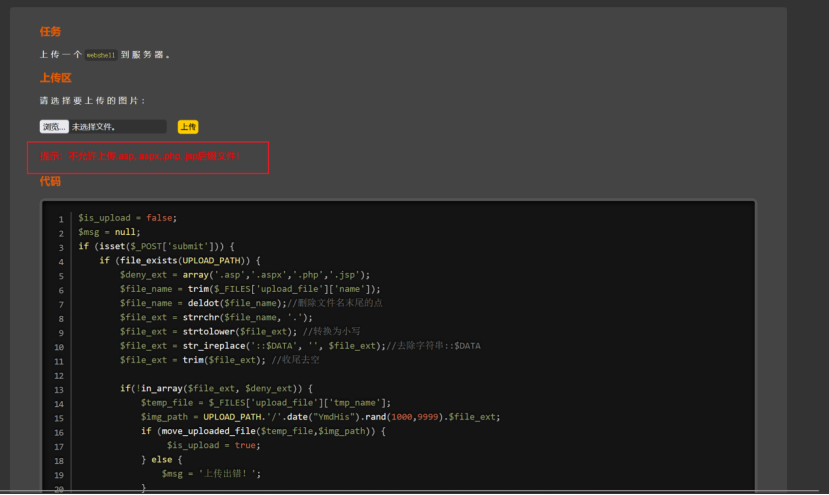 任务
上传一个 webshell 到服务器。
上传区
请选择要上传的图片：
浏览... 未选择文件。 上传
提示：不允许上传.asp,.aspx,.php,.jsp后缀文件！
代码
1 $is_upload = false;
2 $msg = null;
3 if (isset($_POST['submit'])) {
4 if (file_exists(UPLOAD_PATH)) {
5 $deny_ext = array('.asp','.aspx','.php','.jsp');
6 $file_name = trim($_FILES['upload_file']['name']);
7 $file_name = deldot($file_name);//删除文件名末尾的点
8 $file_ext = strrchr($file_name, '.');
9 $file_ext = strtolower($file_ext); //转换为小写
10 $file_ext = str_ireplace('::$DATA', '', $file_ext);//去除字符串::$DATA
11 $file_ext = trim($file_ext); //收尾去空
12
13 if(!in_array($file_ext, $deny_ext)) {
14 $temp_file = $_FILES['upload_file']['tmp_name'];
15 $img_path = UPLOAD_PATH.'/'.date("YmdHis").rand(1000,9999).$file_ext;
16 if (move_uploaded_file($temp_file,$img_path)) {
17 $is_upload = true;
18 } else {
19 $msg = '上传出错！';
20 }